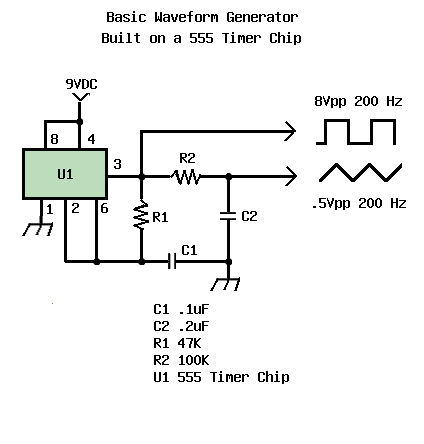 Basic Waveform Generator
Built on a 555 Timer Chip
9VDC
8Vpp 200 Hz
8 4
U1
3
R2
.5Vpp 200 Hz
1 2 6
R1
C2
C1
C1 .1uF
C2 .2uF
R1 47K
R2 100K
U1 555 Timer Chip